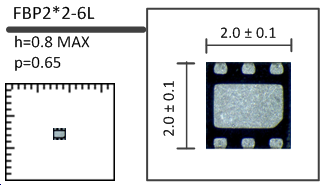 FBP2*2-6L
h=0.8 MAX
p=0.65
2.0 ± 0.1
2.0 ± 0.1